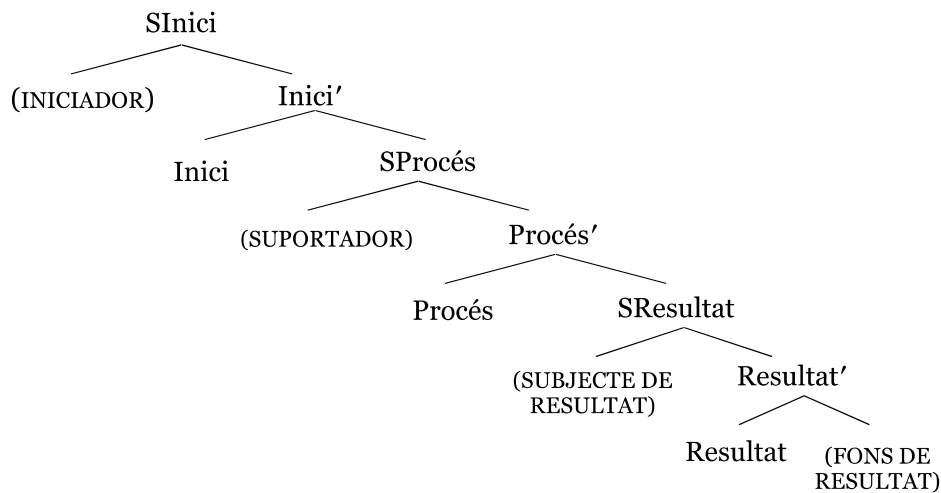 SInici
(INICIADOR)
Inici′
Inici
SProcés
(SUPORTADOR)
Procés′
Procés
SResultat
(SUBJECTE DE
RESULTAT)
Resultat′
Resultat
(FONS DE
RESULTAT)